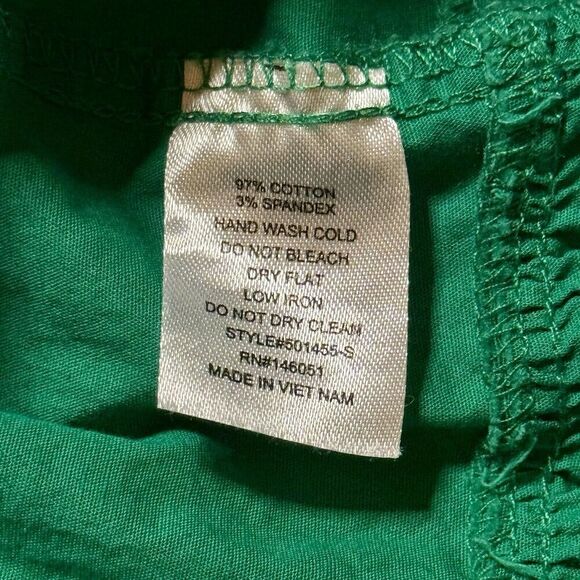 97% COTTON
3% SPANDEX
HAND WASH COLD
DO NOT BLEACH
DRY FLAT
LOW IRON
DO NOT DRY CLEAN
STYLE#501455-S
RN#146051
MADE IN VIET NAM